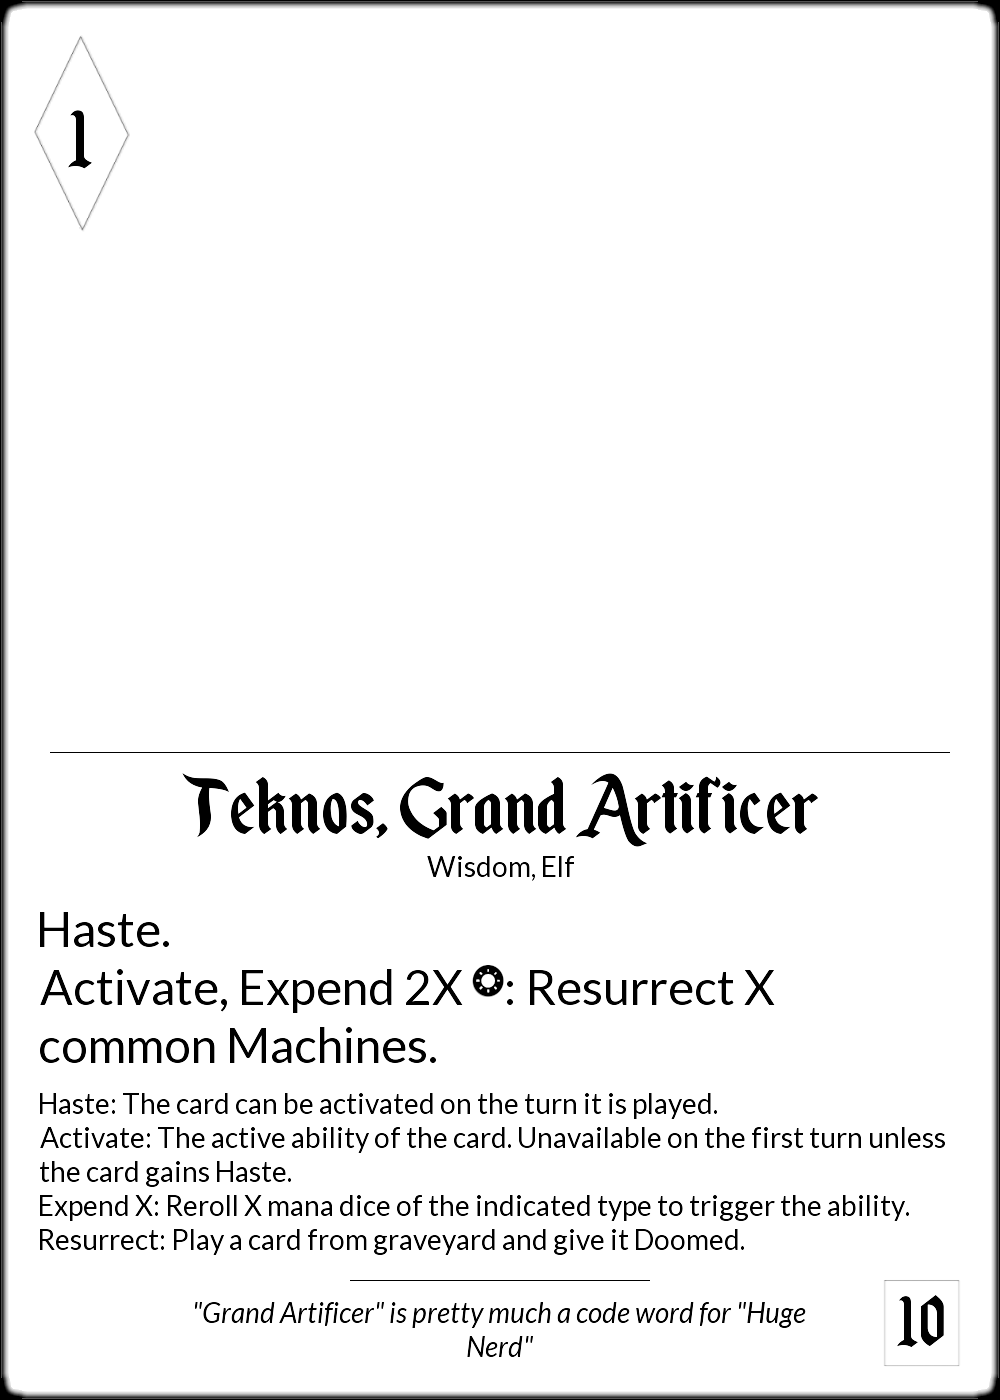 1
Teknos, Grand Artificer
Wisdom, Elf
Haste.
Activate, Expend 2X : Resurrect X
common Machines.
Haste: The card can be activated on the turn it is played.
Activate: The active ability of the card. Unavailable on the first turn unless
the card gains Haste.
Expend X: Reroll X mana dice of the indicated type to trigger the ability.
Resurrect: Play a card from graveyard and give it Doomed.
"Grand Artificer" is pretty much a code word for "Huge
Nerd"
10